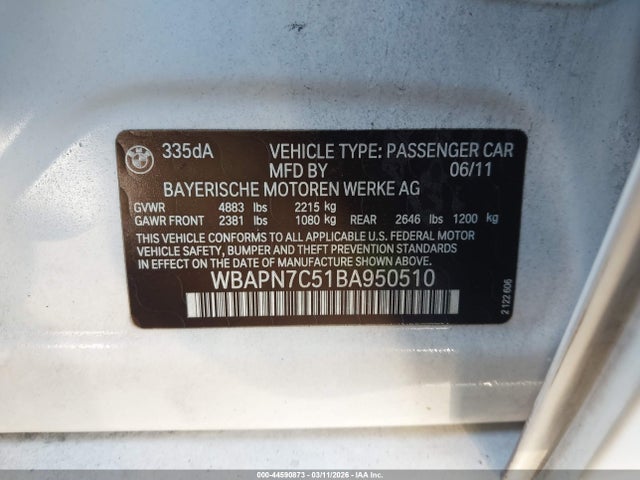 335dA VEHICLE TYPE: PASSENGER CAR
MFD BY 06/11
BAYERISCHE MOTOREN WERKE AG
GVWR 4883 lbs 2215 kg
GAWR FRONT 2381 lbs 1080 kg REAR 2646 lbs 1200 kg
THIS VEHICLE CONFORMS TO ALL APPLICABLE U.S. FEDERAL MOTOR
VEHICLE SAFETY, BUMPER AND THEFT PREVENTION STANDARDS IN
EFFECT ON THE DATE OF MANUFACTURE SHOWN ABOVE.
WBAPN7C51BA950510
2 122 606
000-44590873 - 03/11/2026 - IAAI.COM